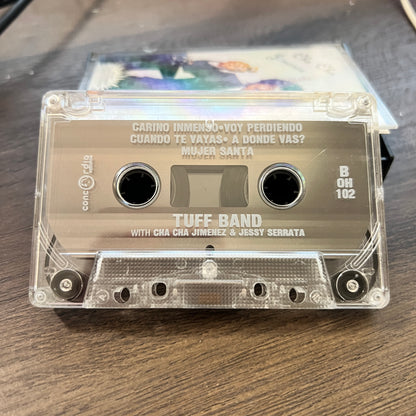 CARINO INMENSO•VOY PERDIENDO
CUANDO TE VAYAS• A DONDE VAS?
MUJER SANTA
B
OH
102
TUFF BAND
WITH CHA CHA JIMENEZ & JESSY SERRATA